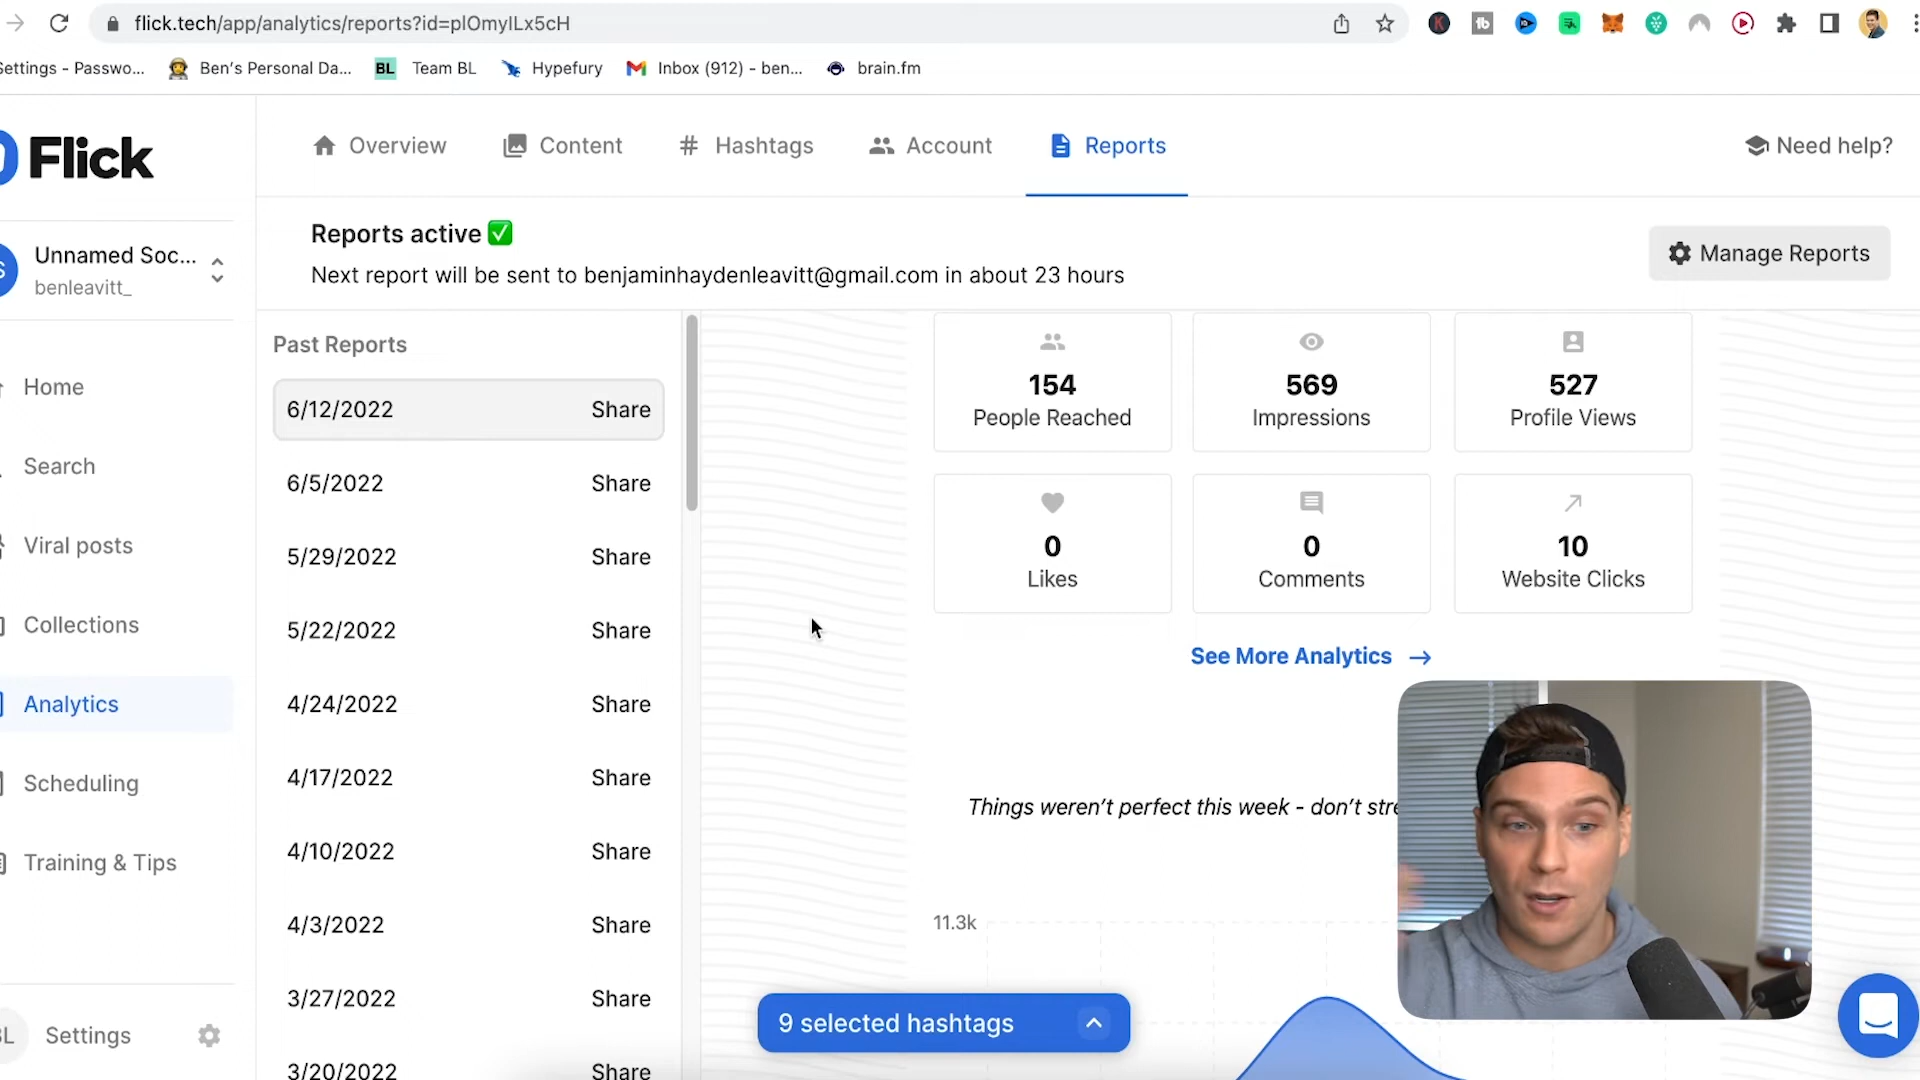 flick.tech/app/analytics/reports?id=plOmylLx5cH
Settings - Passwo...
Ben's Personal Da...
BL
Team BL
Hypefury
Inbox (912) - ben...
brain.fm
Flick
Overview
Content
Hashtags
Account
Reports
Need help?
Reports active
Next report will be sent to benjaminhaydenleavitt@gmail.com in about 23 hours
Manage Reports
Unnamed Soc...
benleavitt_
Home
Search
Viral posts
Collections
Analytics
Scheduling
Training & Tips
BL
Settings
Past Reports
6/12/2022 Share
6/5/2022 Share
5/29/2022 Share
5/22/2022 Share
4/24/2022 Share
4/17/2022 Share
4/10/2022 Share
4/3/2022 Share
3/27/2022 Share
3/20/2022 Share
154
People Reached
569
Impressions
527
Profile Views
0
Likes
0
Comments
10
Website Clicks
See More Analytics
Things weren't perfect this week - don't stre
11.3k
9 selected hashtags